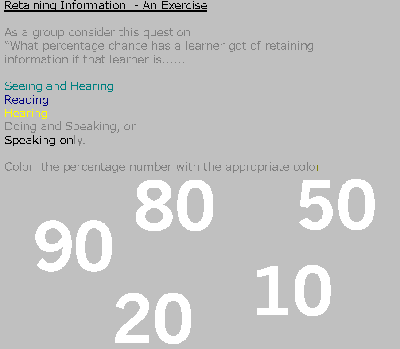 Retaining Information - An Exercise
As a group consider this question
"What percentage chance has a learner got of retaining
information if that learner is......
Seeing and Hearing
Reading
Hearing
Doing and Speaking, or
Speaking only.
Color the percentage number with the appropriate color
80 50
90
10
20